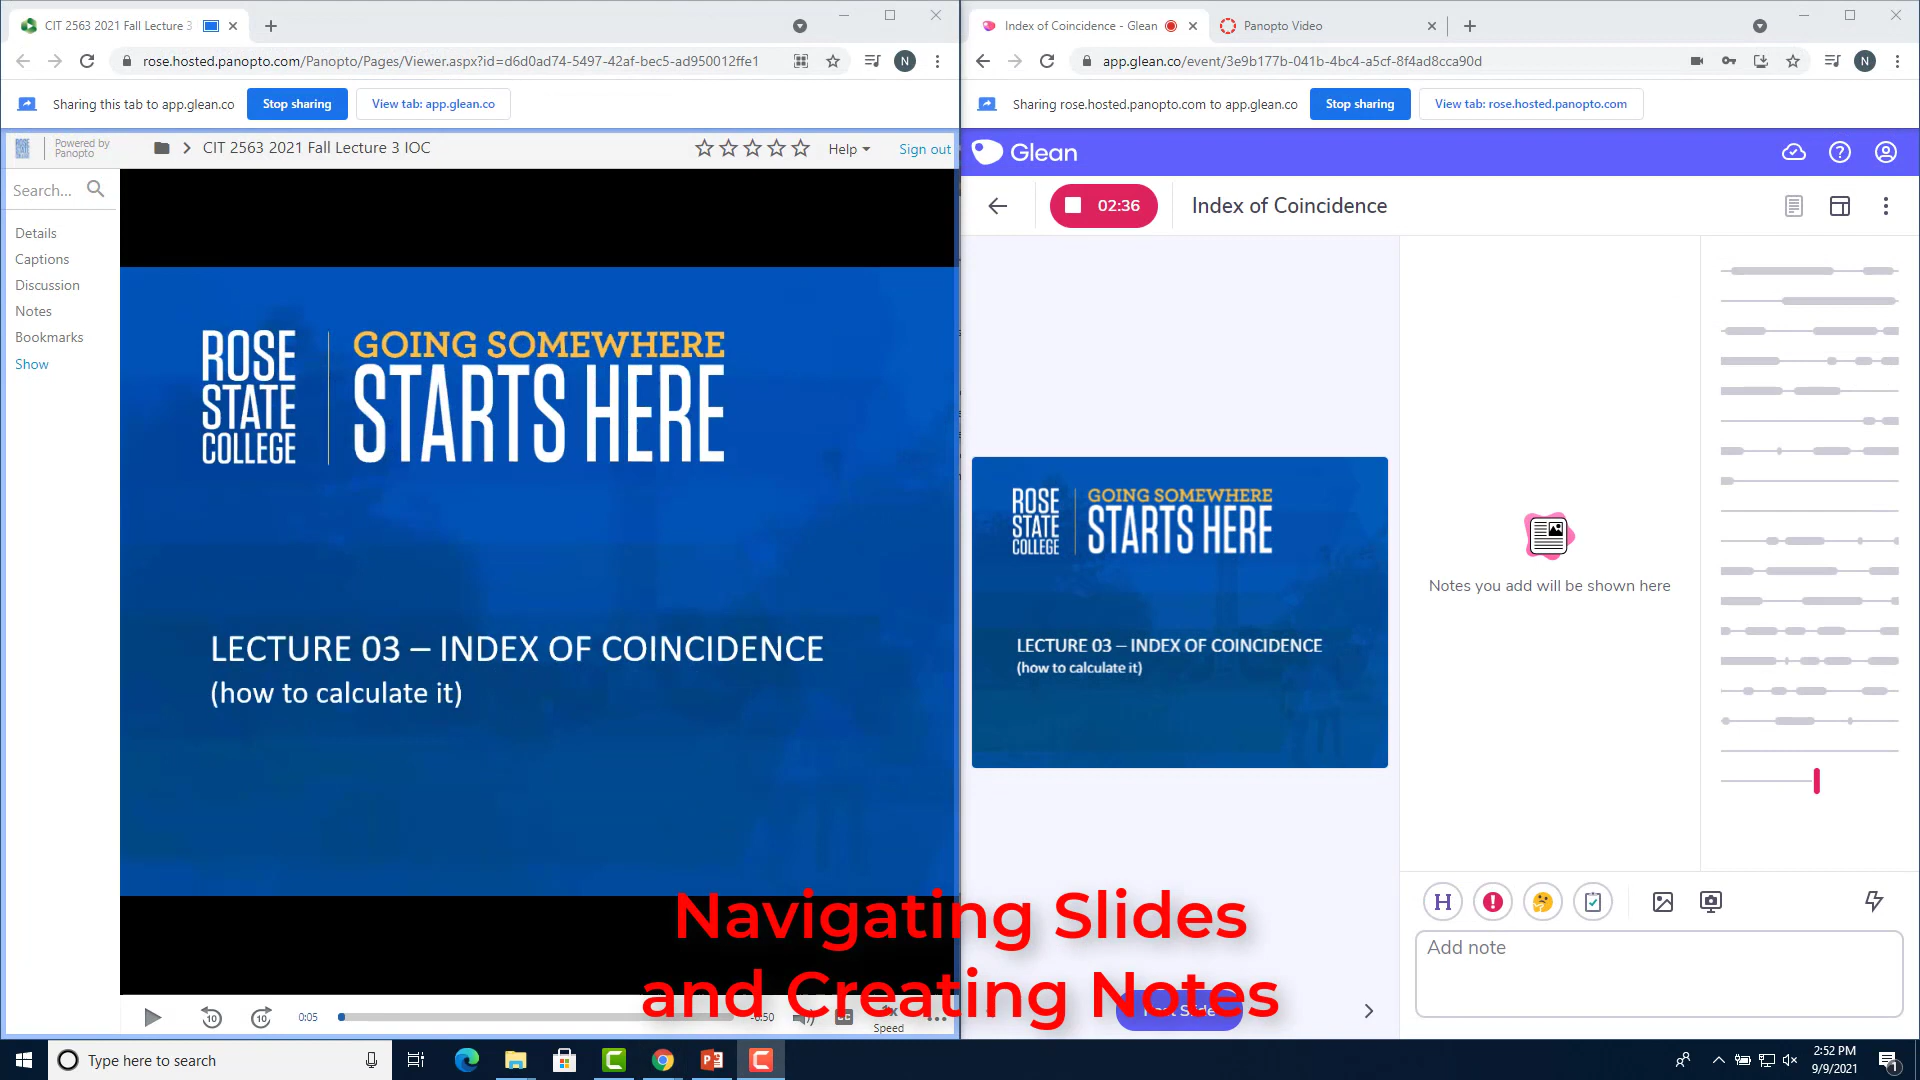 CIT 2563 2021 Fall Lecture 3
rose.hosted.panopto.com/Panopto/Pages/Viewer.aspx?id=d6d0ad74-5497-42af-bec5-ad950012ffe1
N
Sharing this tab to app.glean.co
Stop sharing
View tab: app.glean.co
Powered by
Panopto
CIT 2563 2021 Fall Lecture 3 IOC
Help
Sign out
Search...
Details
Captions
Discussion
Notes
Bookmarks
Show
ROSE
STATE
COLLEGE
GOING SOMEWHERE
STARTS HERE
LECTURE 03 – INDEX OF COINCIDENCE
(how to calculate it)
10
10
0:05
-6:50
Speed
Index of Coincidence - Glean
Panopto Video
app.glean.co/event/3e9b177b-041b-4bc4-a5cf-8f4ad8cca90d
N
Sharing rose.hosted.panopto.com to app.glean.co
Stop sharing
View tab: rose.hosted.panopto.com
Glean
02:36
Index of Coincidence
ROSE
STATE
COLLEGE
GOING SOMEWHERE
STARTS HERE
LECTURE 03 – INDEX OF COINCIDENCE
(how to calculate it)
Notes you add will be shown here
H
Add note
Navigating Slides
and Creating Notes
Type here to search
2:52 PM
9/9/2021
1